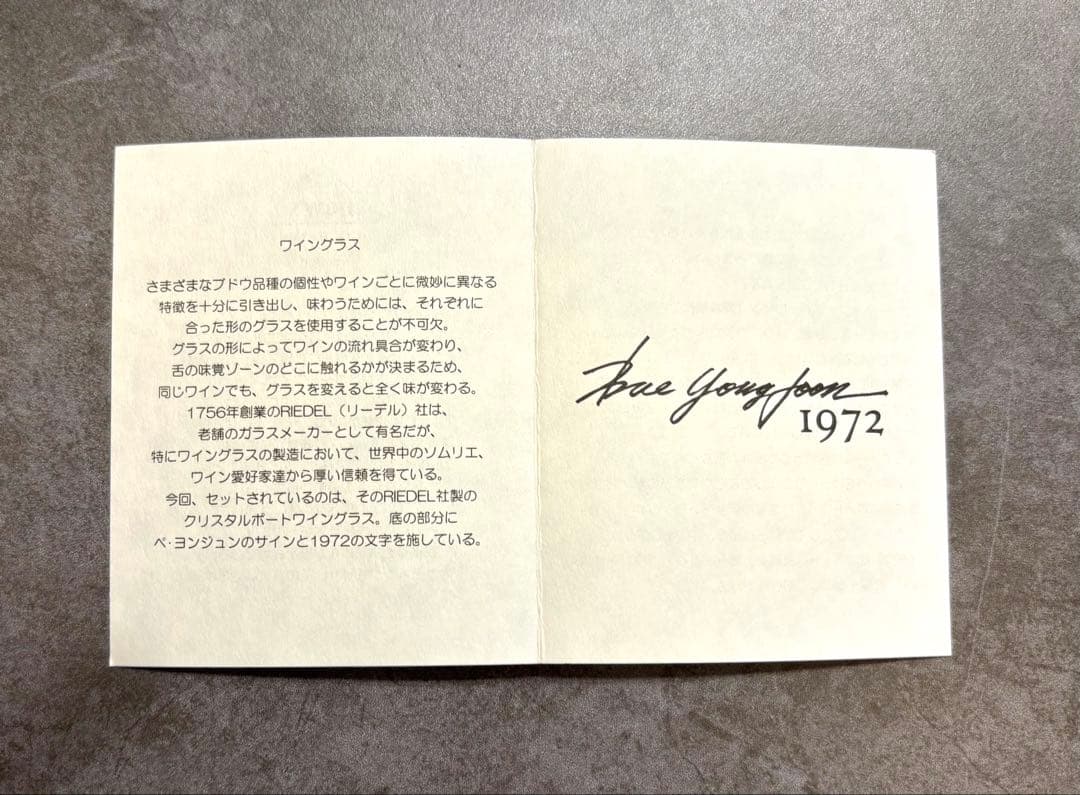 ワイングラス
さまざまなブドウ品種の個性やワインごとに微妙に異なる
特徴を十分に引き出し、味わうためには、それぞれに
合った形のグラスを使用することが不可欠。
グラスの形によってワインの流れ具合が変わり、
舌の味覚ゾーンのどこに触れるかが決まるため、
同じワインでも、グラスを変えると全く味が変わる。
1756年創業のRIEDEL（リーデル）社は、
老舗のガラスメーカーとして有名だが、
特にワイングラスの製造において、世界中のソムリエ、
ワイン愛好家達から厚い信頼を得ている。
今回、セットされているのは、そのRIEDEL社製の
クリスタルポートワイングラス。底の部分に
ペ・ヨンジュンのサインと1972の文字を施している。
Bae Yong Joon
1972